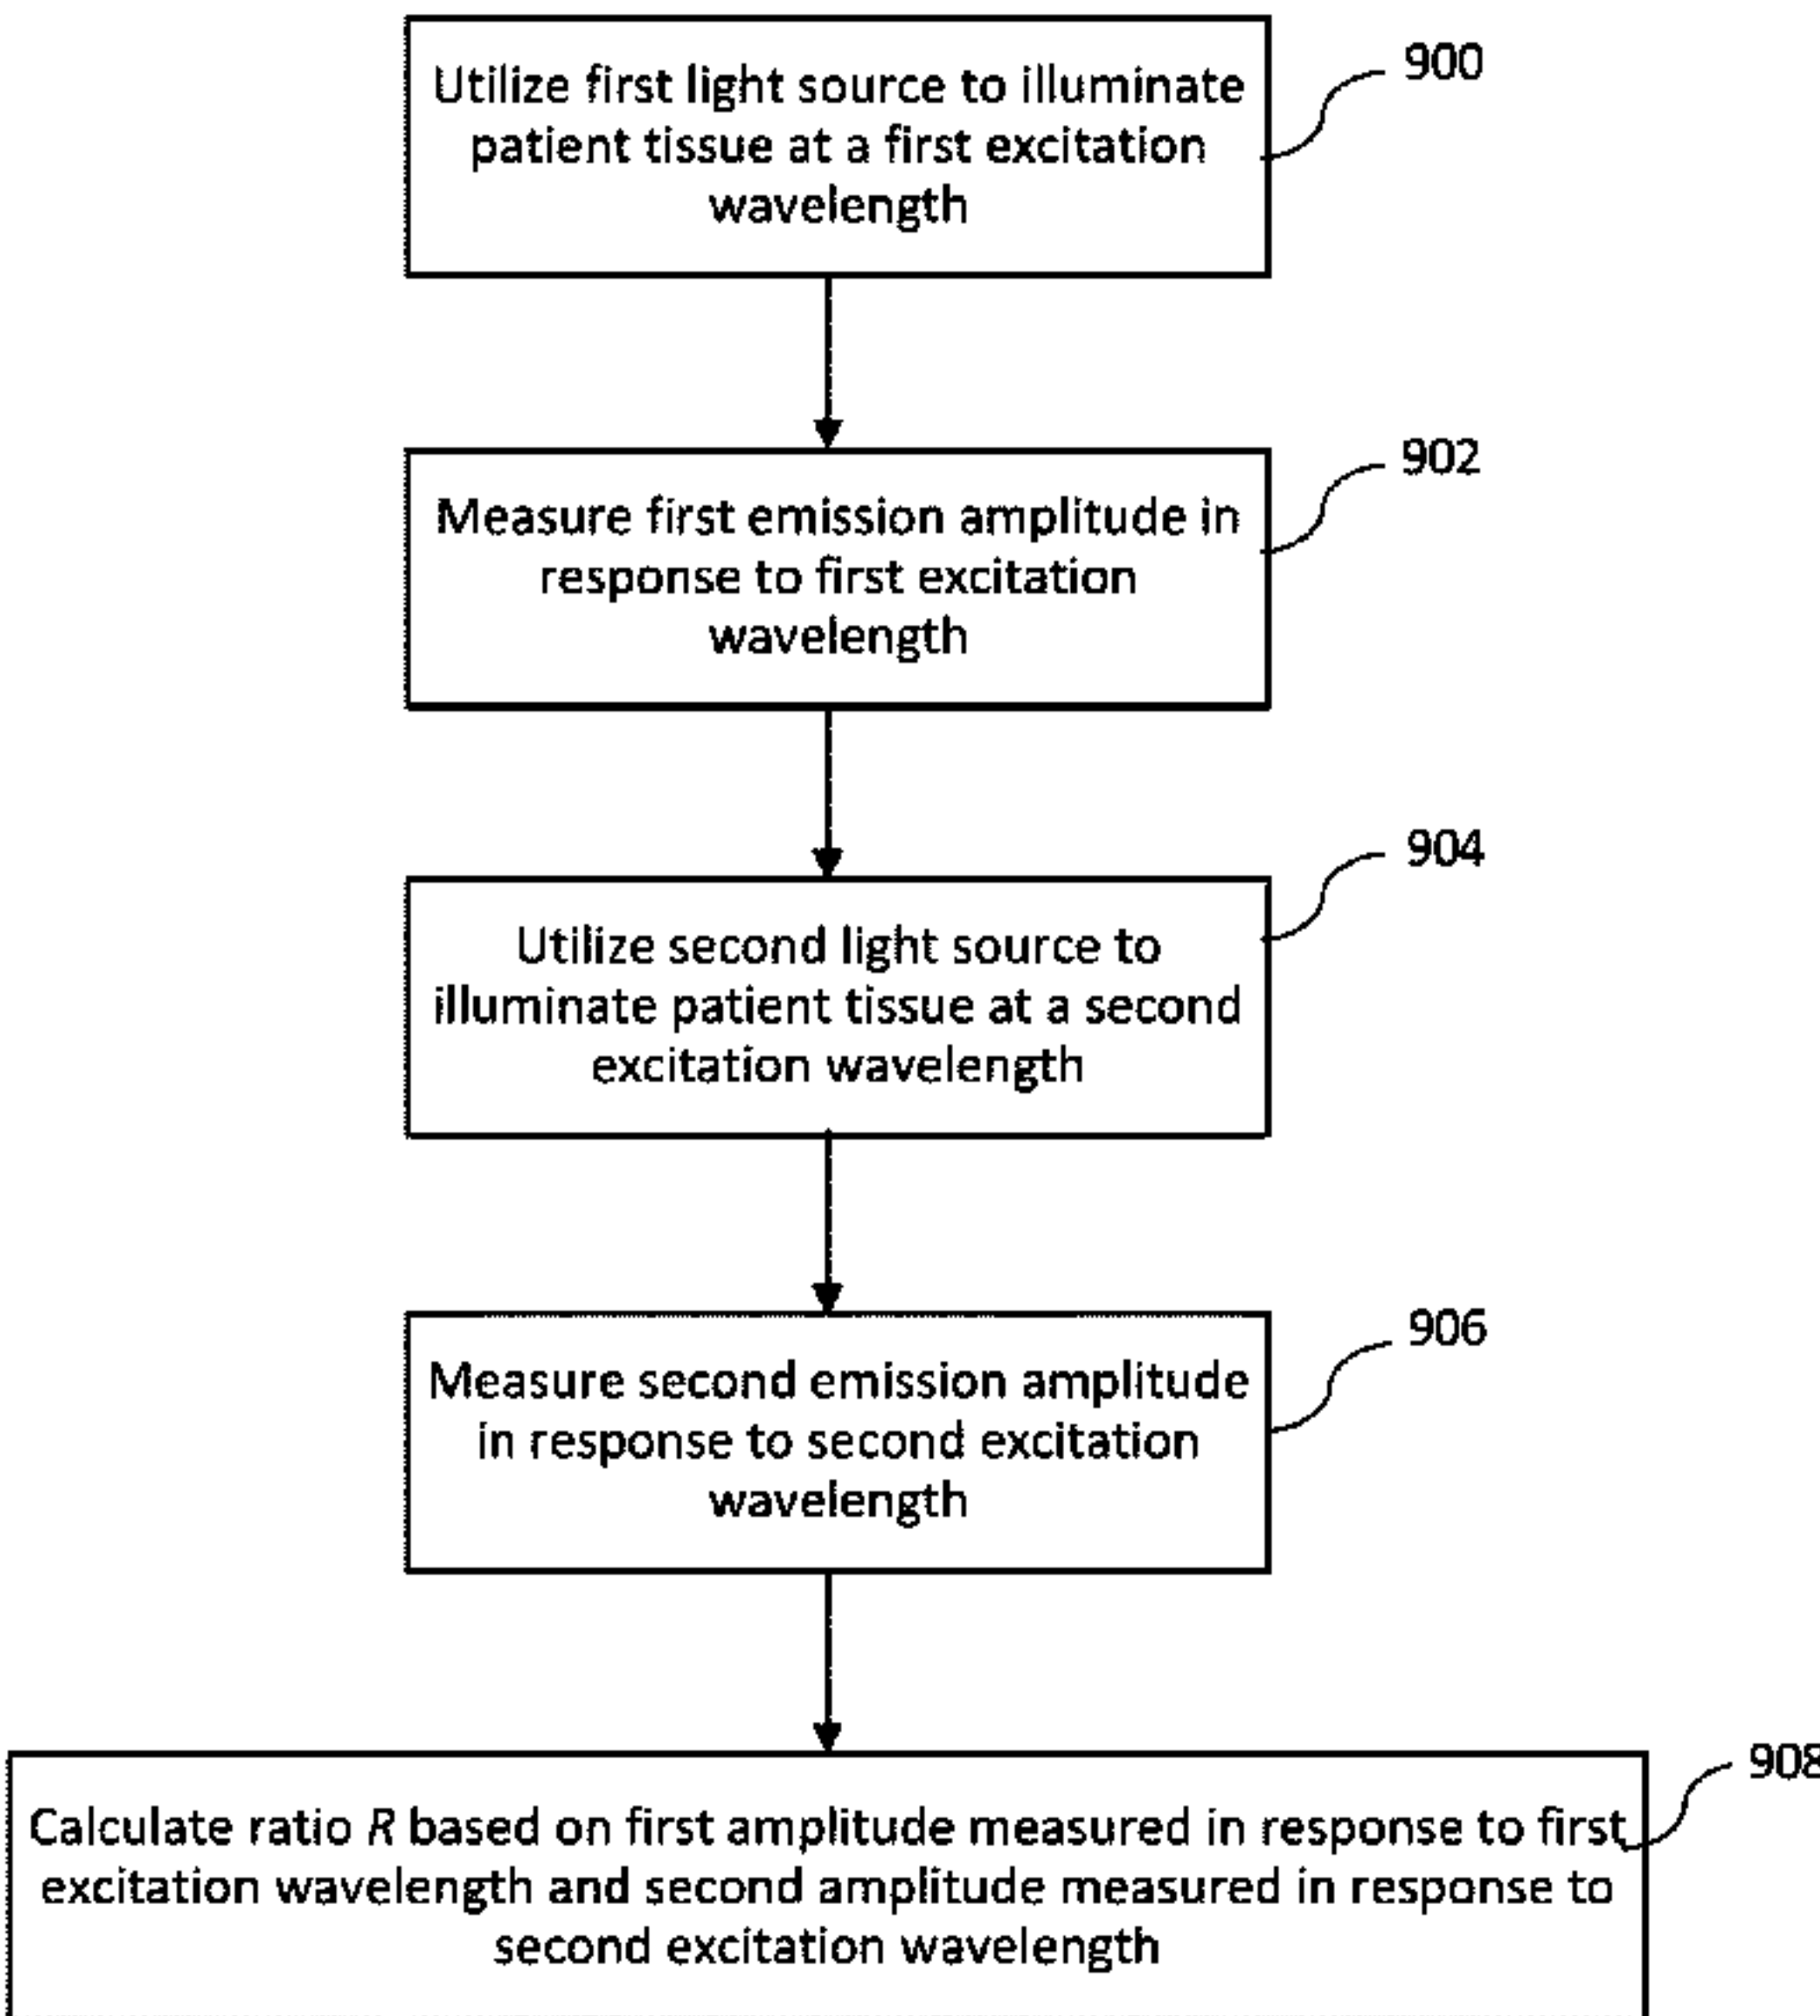 Utilize first light source to illuminate
patient tissue at a first excitation
wavelength
900
Measure first emission amplitude in
response to first excitation
wavelength
902
Utilize second light source to
illuminate patient tissue at a second
excitation wavelength
904
Measure second emission amplitude
in response to second excitation
wavelength
906
Calculate ratio R based on first amplitude measured in response to first
excitation wavelength and second amplitude measured in response to
second excitation wavelength
908